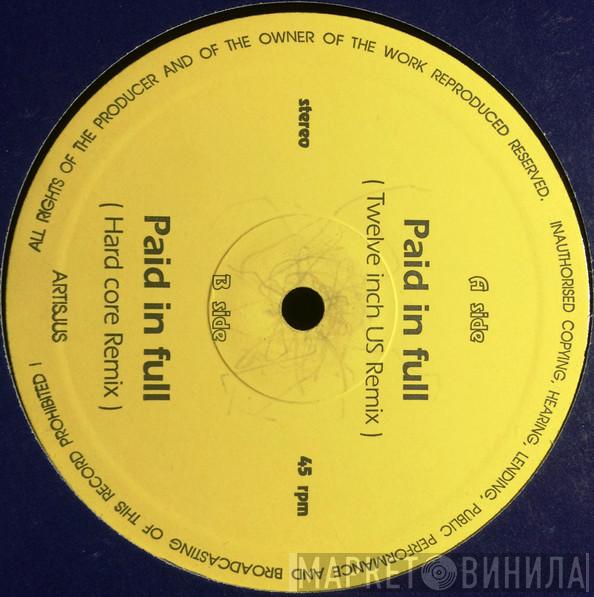 A side
Paid in full
( Twelve inch US Remix )
stereo
45 rpm
B side
Paid in full
( Hard core Remix )
ARTISJUS
ALL RIGHTS OF THE PRODUCER AND OF THE OWNER OF THE WORK REPRODUCED RESERVED. INAUTHORISED COPYING, HEARING, LENDING, PUBLIC PERFORMANCE AND BROADCASTING OF THIS RECORD PROHIBITED !
МАРКЕТ ВИНИЛА